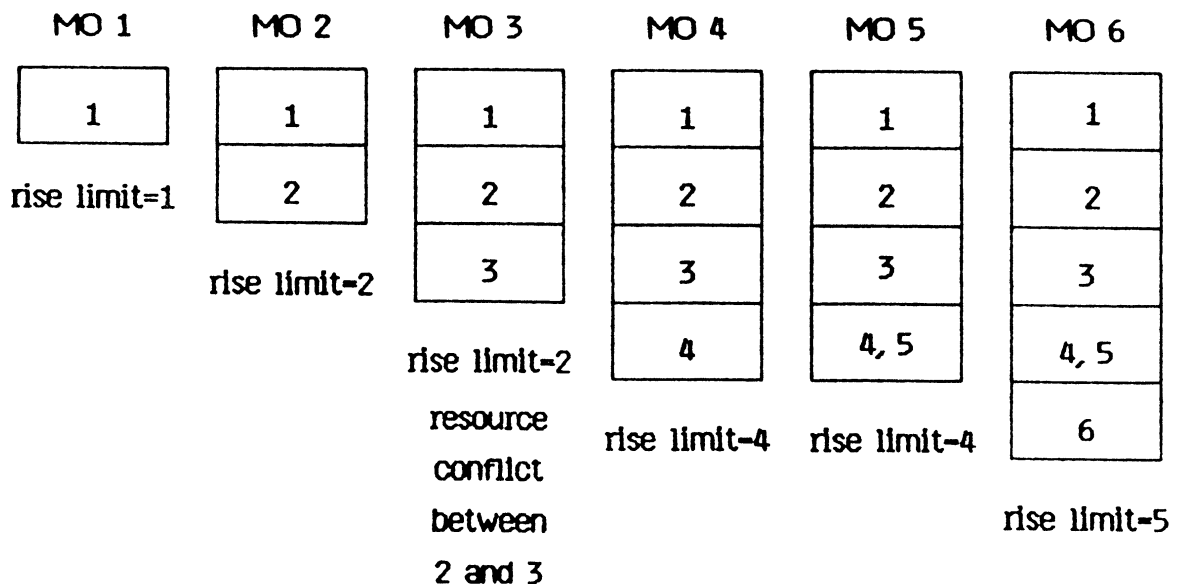 MO 1
1
rise limit=1
MO 2
1
2
rise limit=2
MO 3
1
2
3
rise limit=2
resource
conflict
between
2 and 3
MO 4
1
2
3
4
rise limit=4
MO 5
1
2
3
4, 5
rise limit=4
MO 6
1
2
3
4, 5
6
rise limit=5